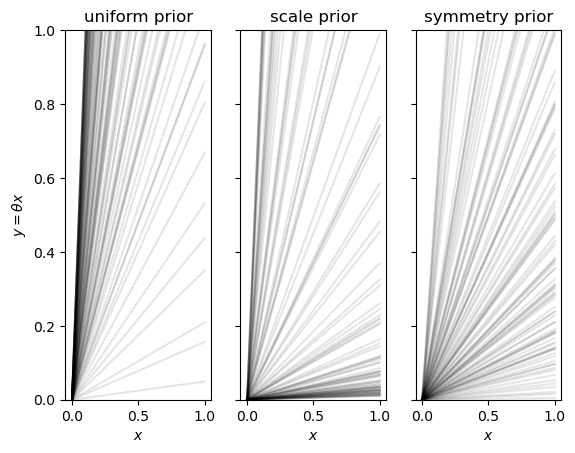 uniform prior
scale prior
symmetry prior
y = θx
1.0
0.8
0.6
0.4
0.2
0.0
0.0 0.5 1.0
0.0 0.5 1.0
0.0 0.5 1.0
x
x
x